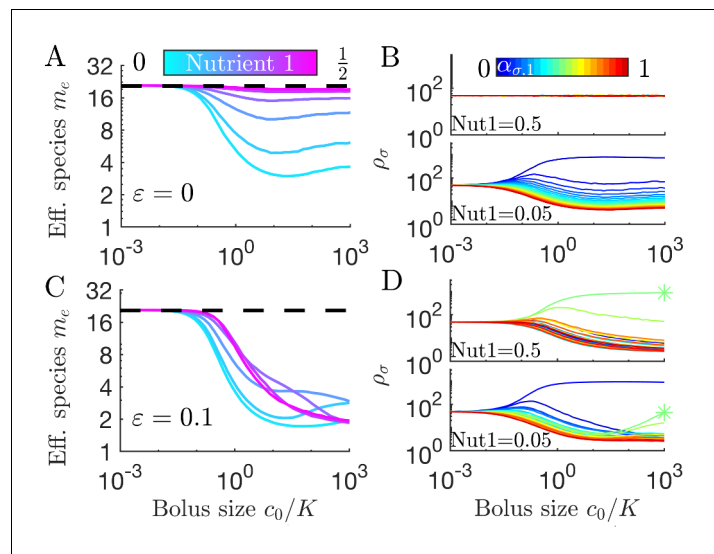 A
0 Nutrient 1 1/2
B
0 α_σ,1 1
32
16
8
4
2
1
Eff. species m_e
ε = 0
10^-3 10^0 10^3
10^2
10^0
Nut1=0.5
10^2
10^0
Nut1=0.05
ρ_σ
10^-3 10^0 10^3
C
32
16
8
4
2
1
Eff. species m_e
ε = 0.1
10^-3 10^0 10^3
Bolus size c_0/K
D
10^2
10^0
Nut1=0.5
10^2
10^0
Nut1=0.05
ρ_σ
10^-3 10^0 10^3
Bolus size c_0/K